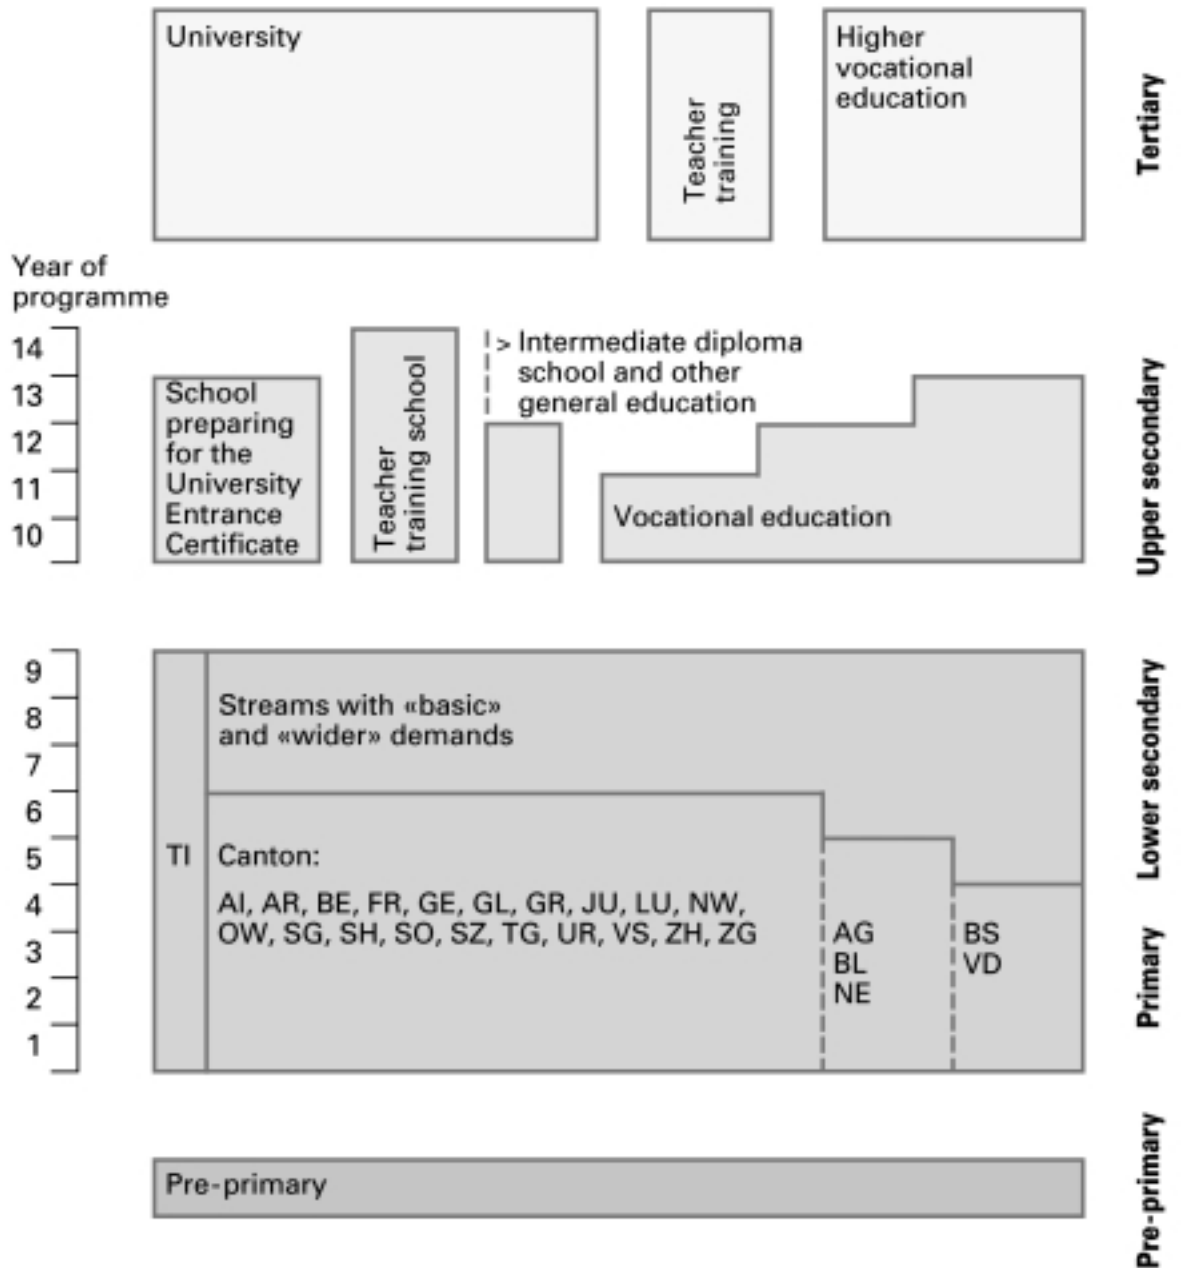 University
Teacher
training
Higher
vocational
education
Tertiary
Year of
programme
14
13
12
11
10
School
preparing
for the
University
Entrance
Certificate
Teacher
training school
> Intermediate diploma
school and other
general education
Vocational education
Upper secondary
9
8
7
6
5
4
3
2
1
TI
Streams with «basic»
and «wider» demands
Canton:
AI, AR, BE, FR, GE, GL, GR, JU, LU, NW,
OW, SG, SH, SO, SZ, TG, UR, VS, ZH, ZG
AG
BL
NE
BS
VD
Lower secondary
Primary
Pre-primary
Pre-primary